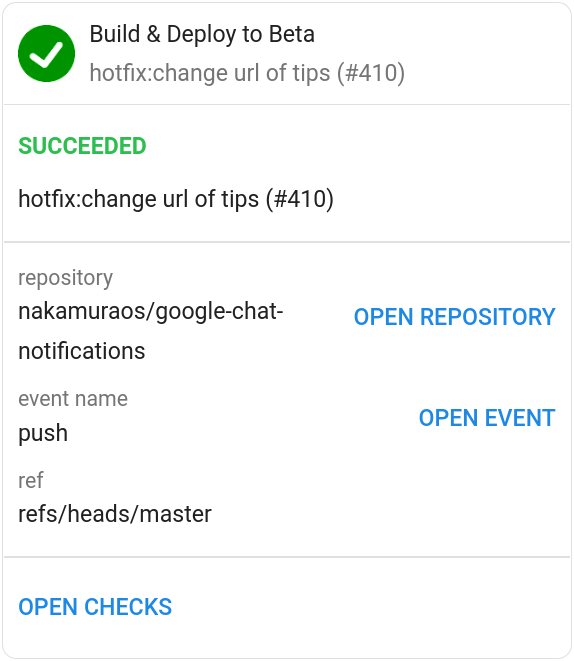 Build & Deploy to Beta
hotfix:change url of tips (#410)
SUCCEEDED
hotfix:change url of tips (#410)
repository
nakamuraos/google-chat-
notifications
OPEN REPOSITORY
event name
push
OPEN EVENT
ref
refs/heads/master
OPEN CHECKS